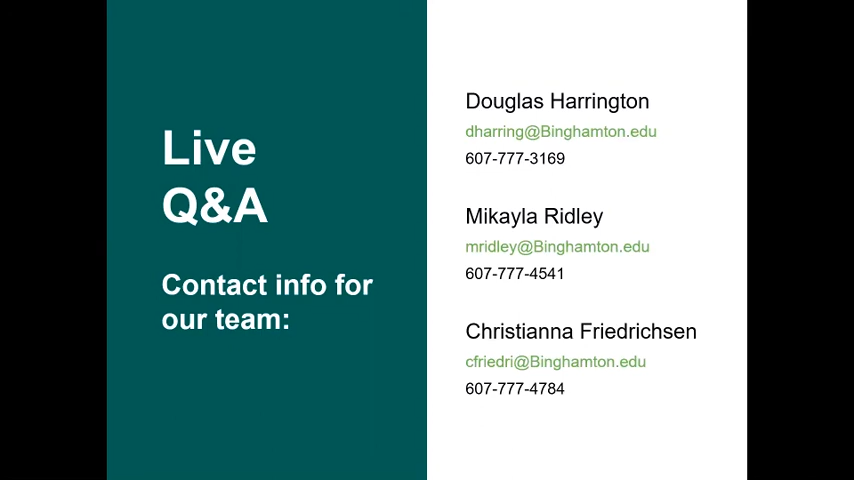 Live
Q&A
Contact info for
our team:
Douglas Harrington
dharring@Binghamton.edu
607-777-3169
Mikayla Ridley
mridley@Binghamton.edu
607-777-4541
Christianna Friedrichsen
cfriedri@Binghamton.edu
607-777-4784